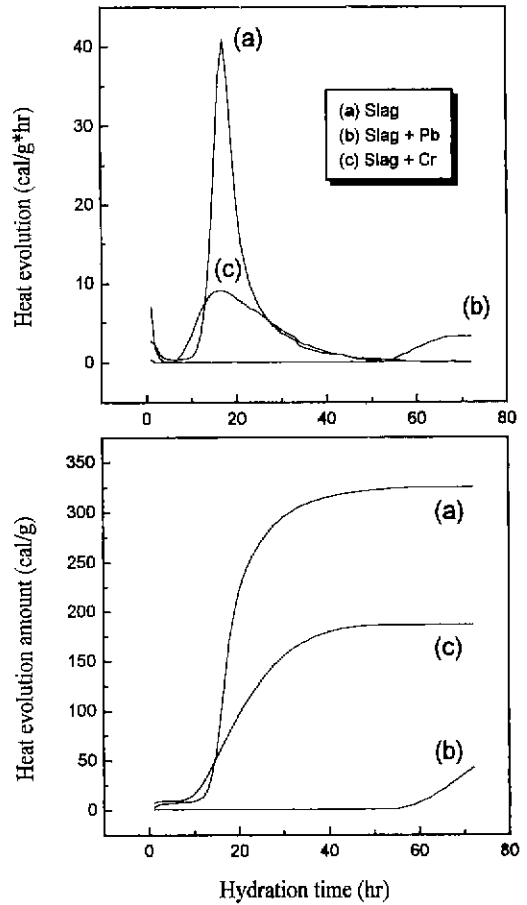 Heat evolution (cal/g*hr)
40
30
20
10
0
(a)
(c)
(b)
(a) Slag
(b) Slag + Pb
(c) Slag + Cr
0 20 40 60 80
Heat evolution amount (cal/g)
350
300
250
200
150
100
50
0
(a)
(c)
(b)
0 20 40 60 80
Hydration time (hr)